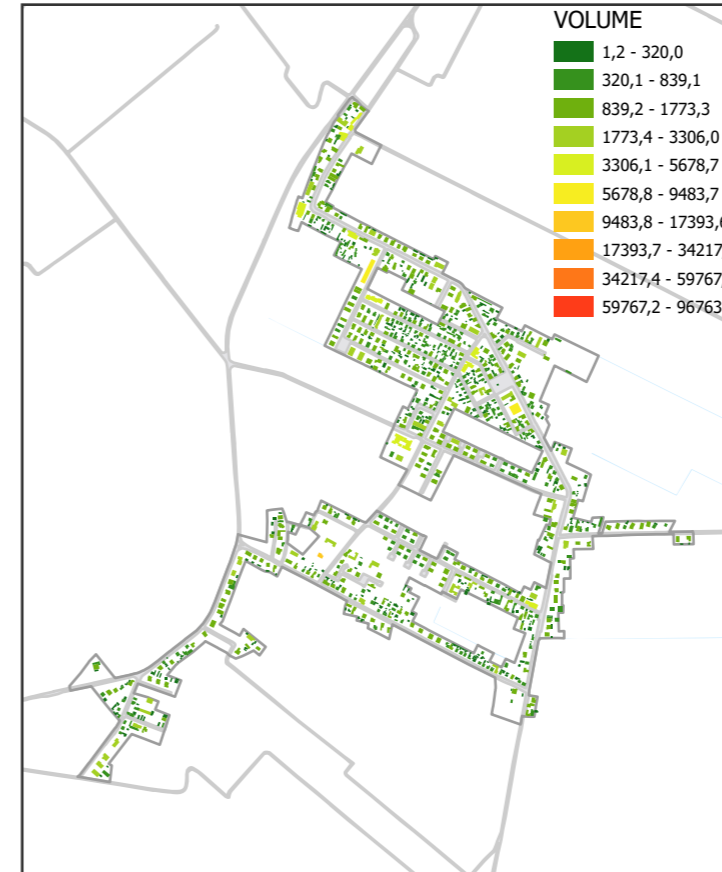 VOLUME
1,2 - 320,0
320,1 - 839,1
839,2 - 1773,3
1773,4 - 3306,0
3306,1 - 5678,7
5678,8 - 9483,7
9483,8 - 17393,6
17393,7 - 34217
34217,4 - 59767,
59767,2 - 96763